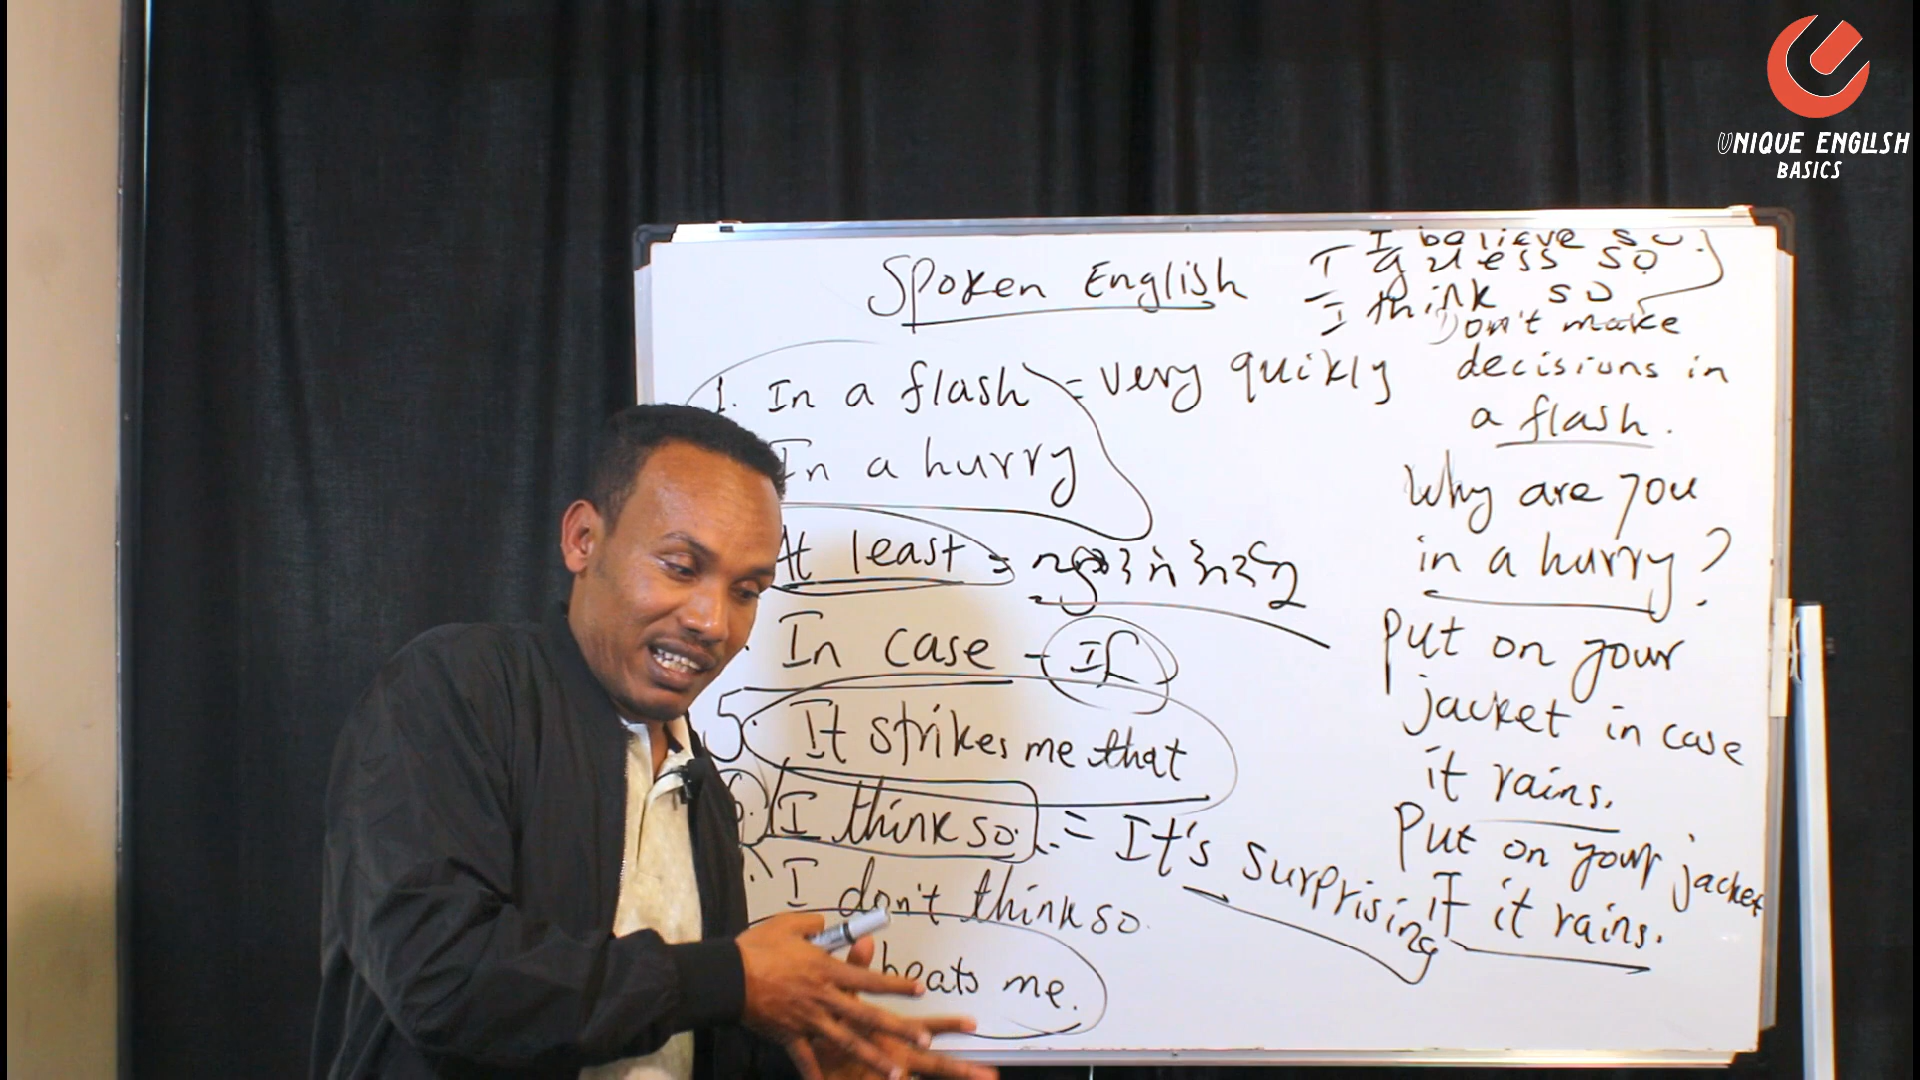 UNIQUE ENGLISH
BASICS
Spoken English
I believe so.
I guess so
I think so
1. In a flash = very quickly
In a hurry
At least =
In case - If
5. It strikes me that
6. I think so. = It's surprising
I don't think so.
beats me.
Don't make
decisions in
a flash.
Why are you
in a hurry?
Put on your
jacket in case
it rains.
Put on your jacket
if it rains.